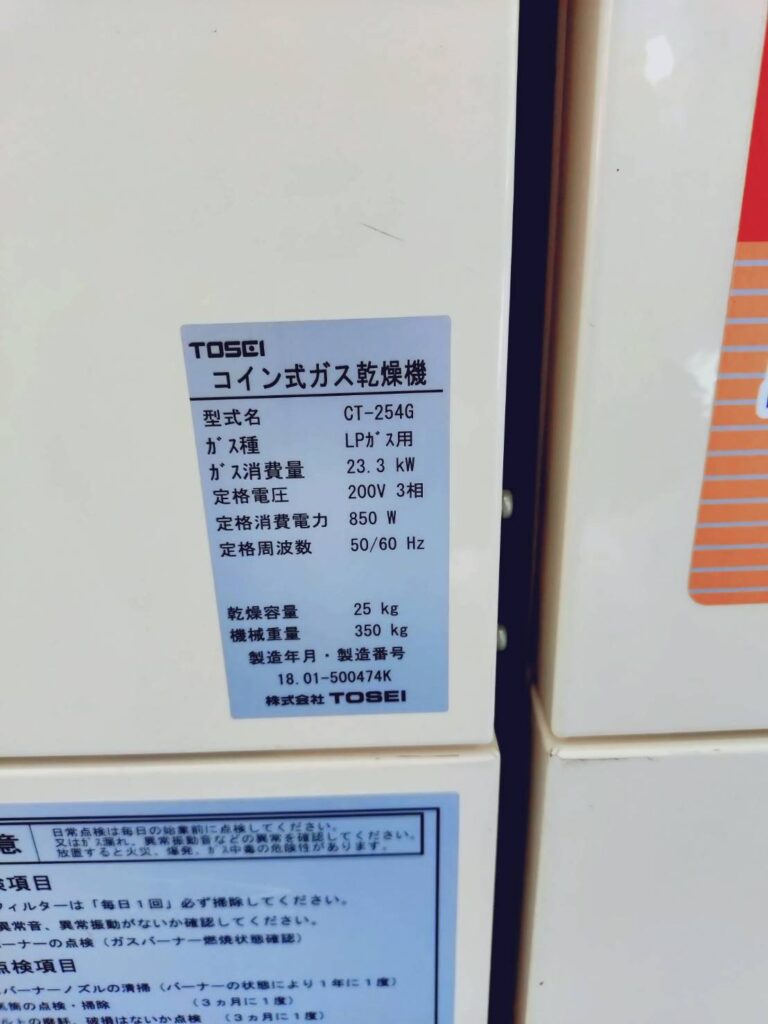 TOSEI
コイン式ガス乾燥機
型式名 CT-254G
ガス種 LPガス用
ガス消費量 23.3 kW
定格電圧 200V 3相
定格消費電力 850 W
定格周波数 50/60 Hz
乾燥容量 25 kg
機械重量 350 kg
製造年月・製造番号
18.01-500474K
株式会社 TOSEI
意
日常点検は毎日の始業前に点検してください。
又はガス漏れ、異常振動音などの異常を確認してください。
放置すると火災、爆発、ガス中毒の危険性があります。
検項目
フィルターは「毎日1回」必ず掃除してください。
異常音、異常振動がないか確認してください。
ーナーの点検（ガスバーナー燃焼状態確認）
点検項目
バーナーノズルの清掃（バーナーの状態により1年に1度）
の点検・掃除 （3ヵ月に1度）
ルトの磨耗、破損はないか点検 （3ヵ月に1度）